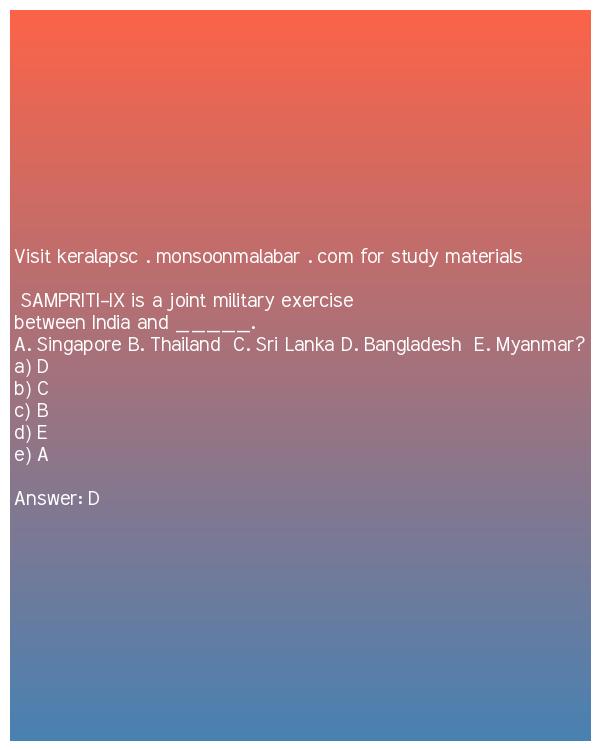 Visit keralapsc . monsoonmalabar . com for study materials
SAMPRITI-IX is a joint military exercise
between India and _____.
A. Singapore B. Thailand  C. Sri Lanka D. Bangladesh  E. Myanmar?
a) D
b) C
c) B
d) E
e) A
Answer: D